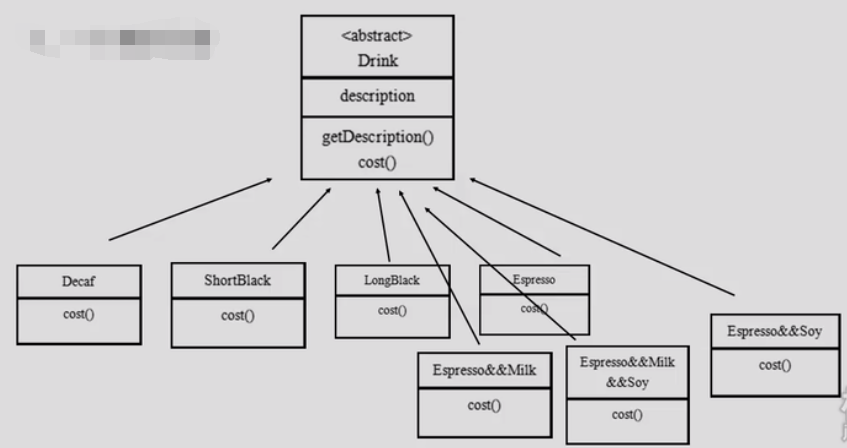 <abstract>
Drink
description
getDescription()
cost()
Decaf
cost()
ShortBlack
cost()
LongBlack
cost()
Espresso
cost()
Espresso&&Milk
cost()
Espresso&&Milk
&&Soy
cost()
Espresso&&Soy
cost()